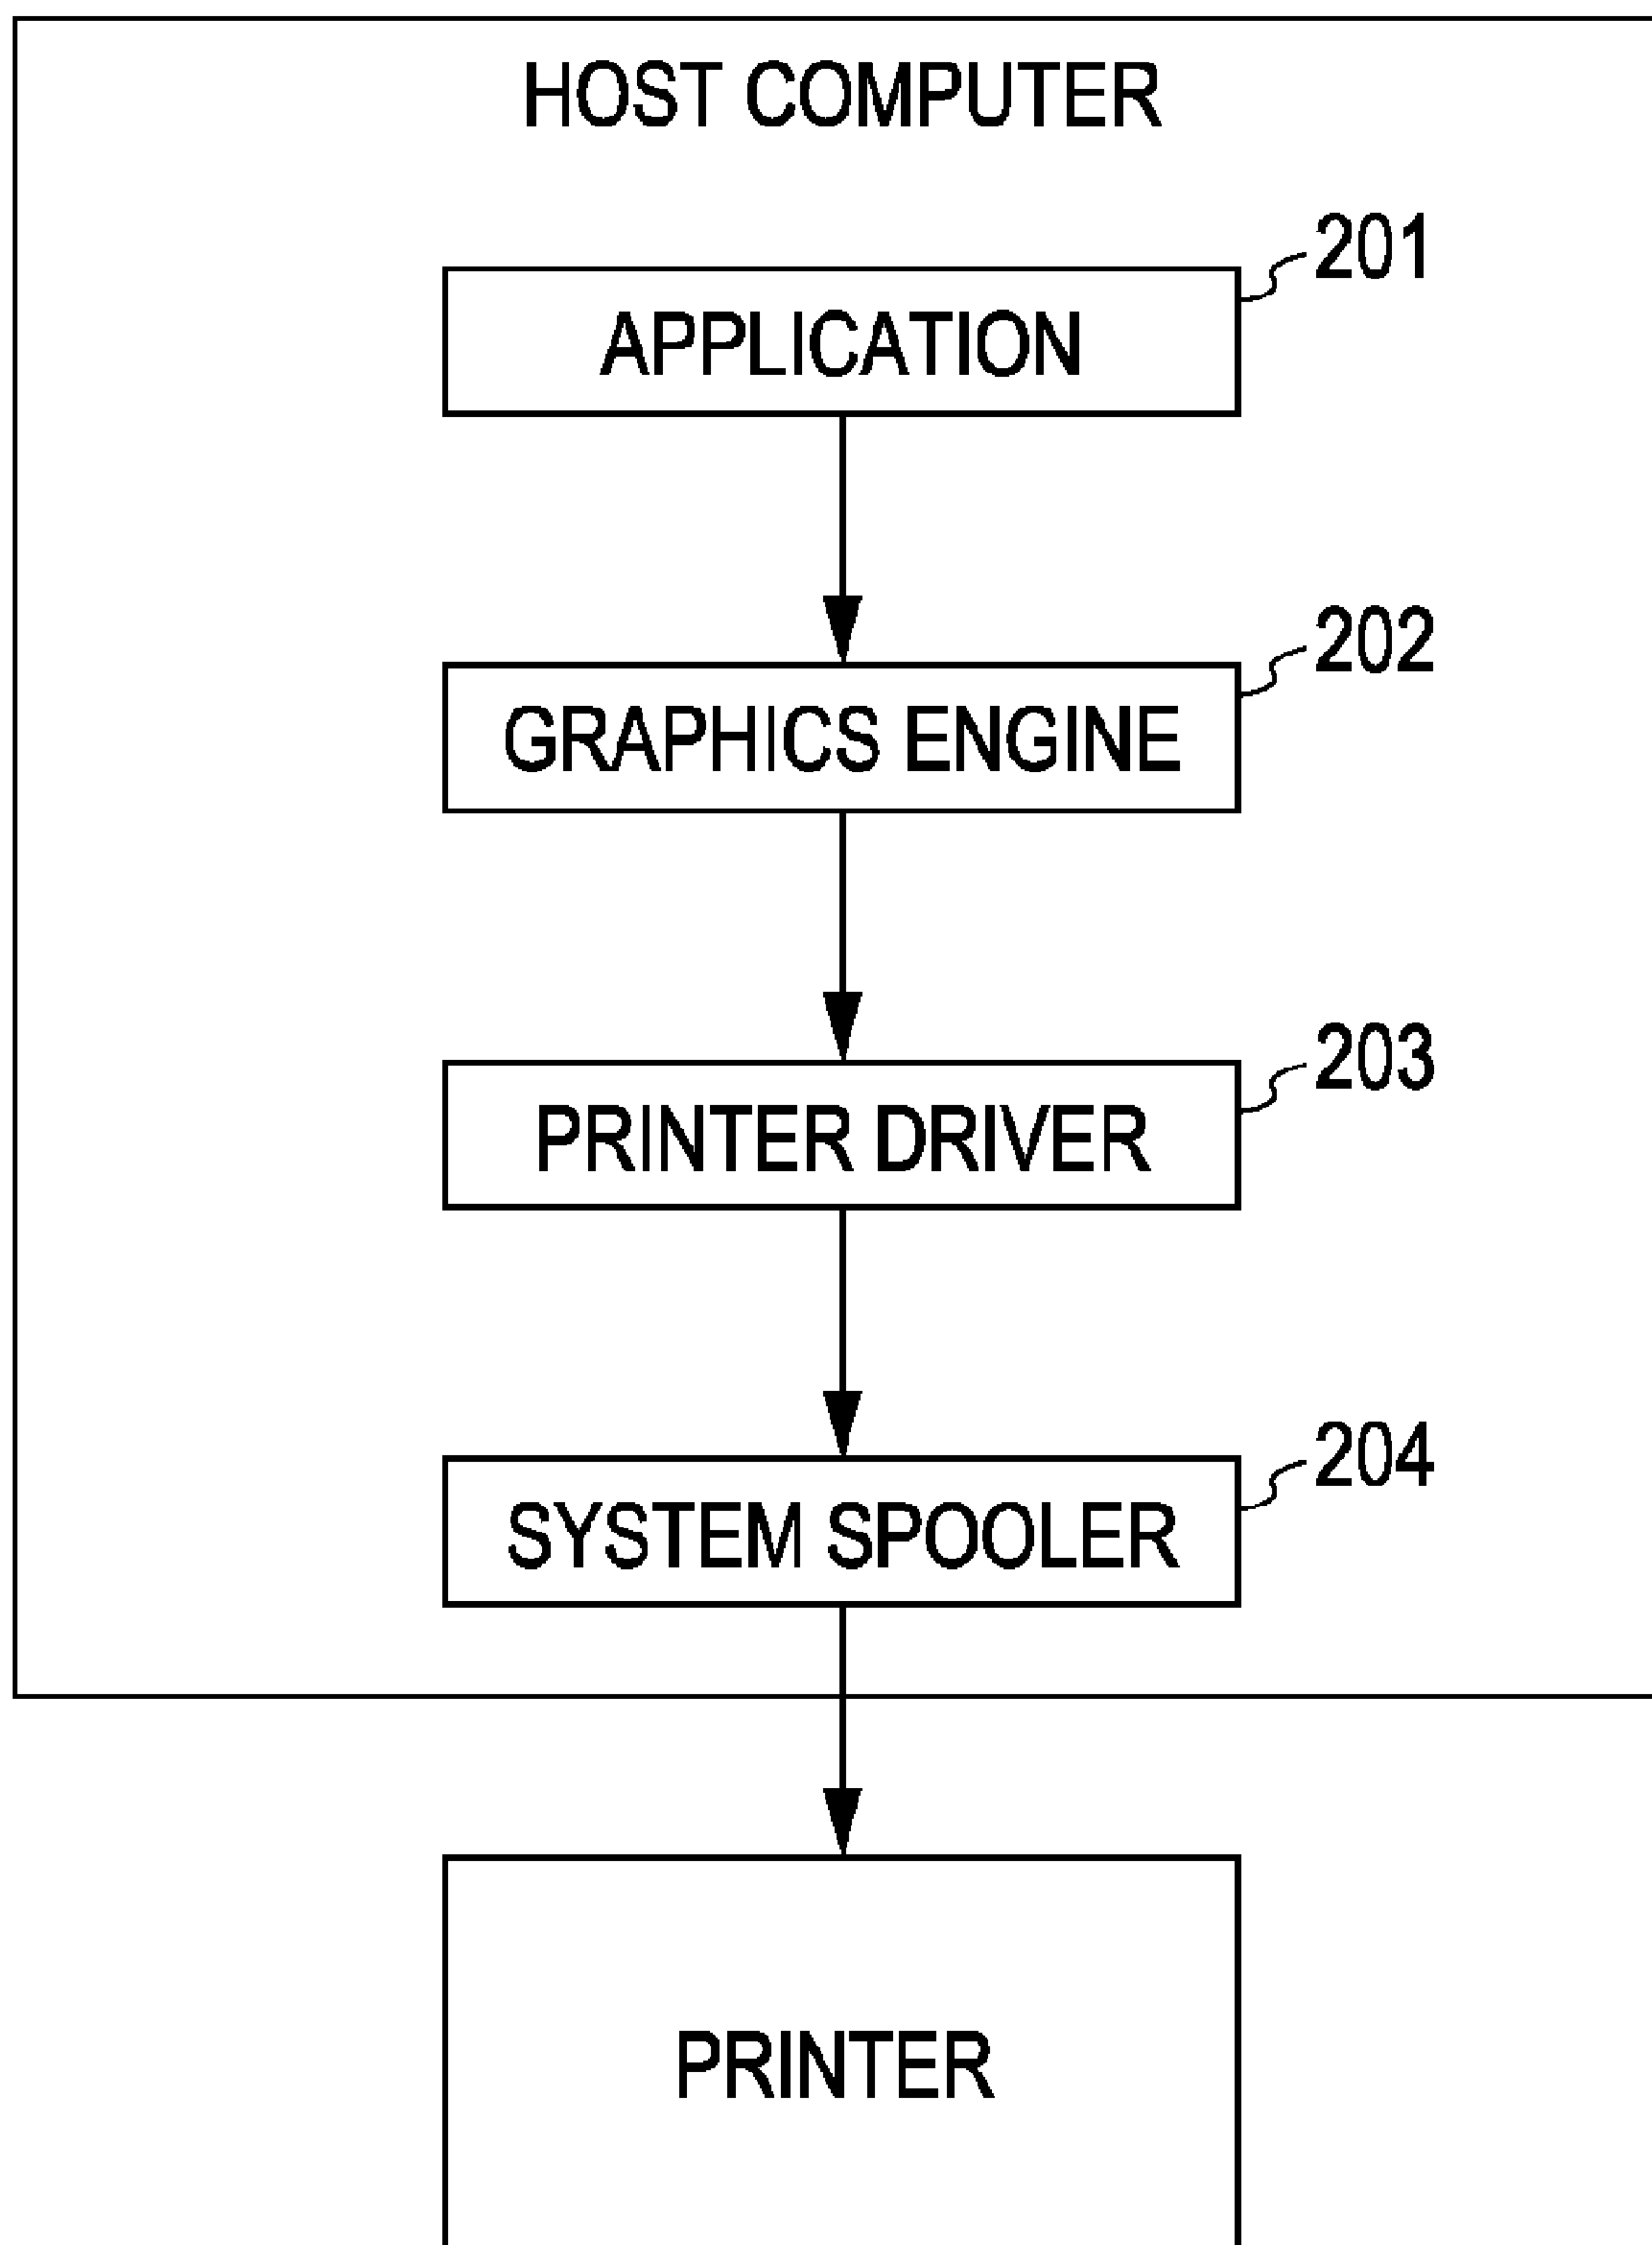 HOST COMPUTER
201
APPLICATION
202
GRAPHICS ENGINE
203
PRINTER DRIVER
204
SYSTEM SPOOLER
PRINTER